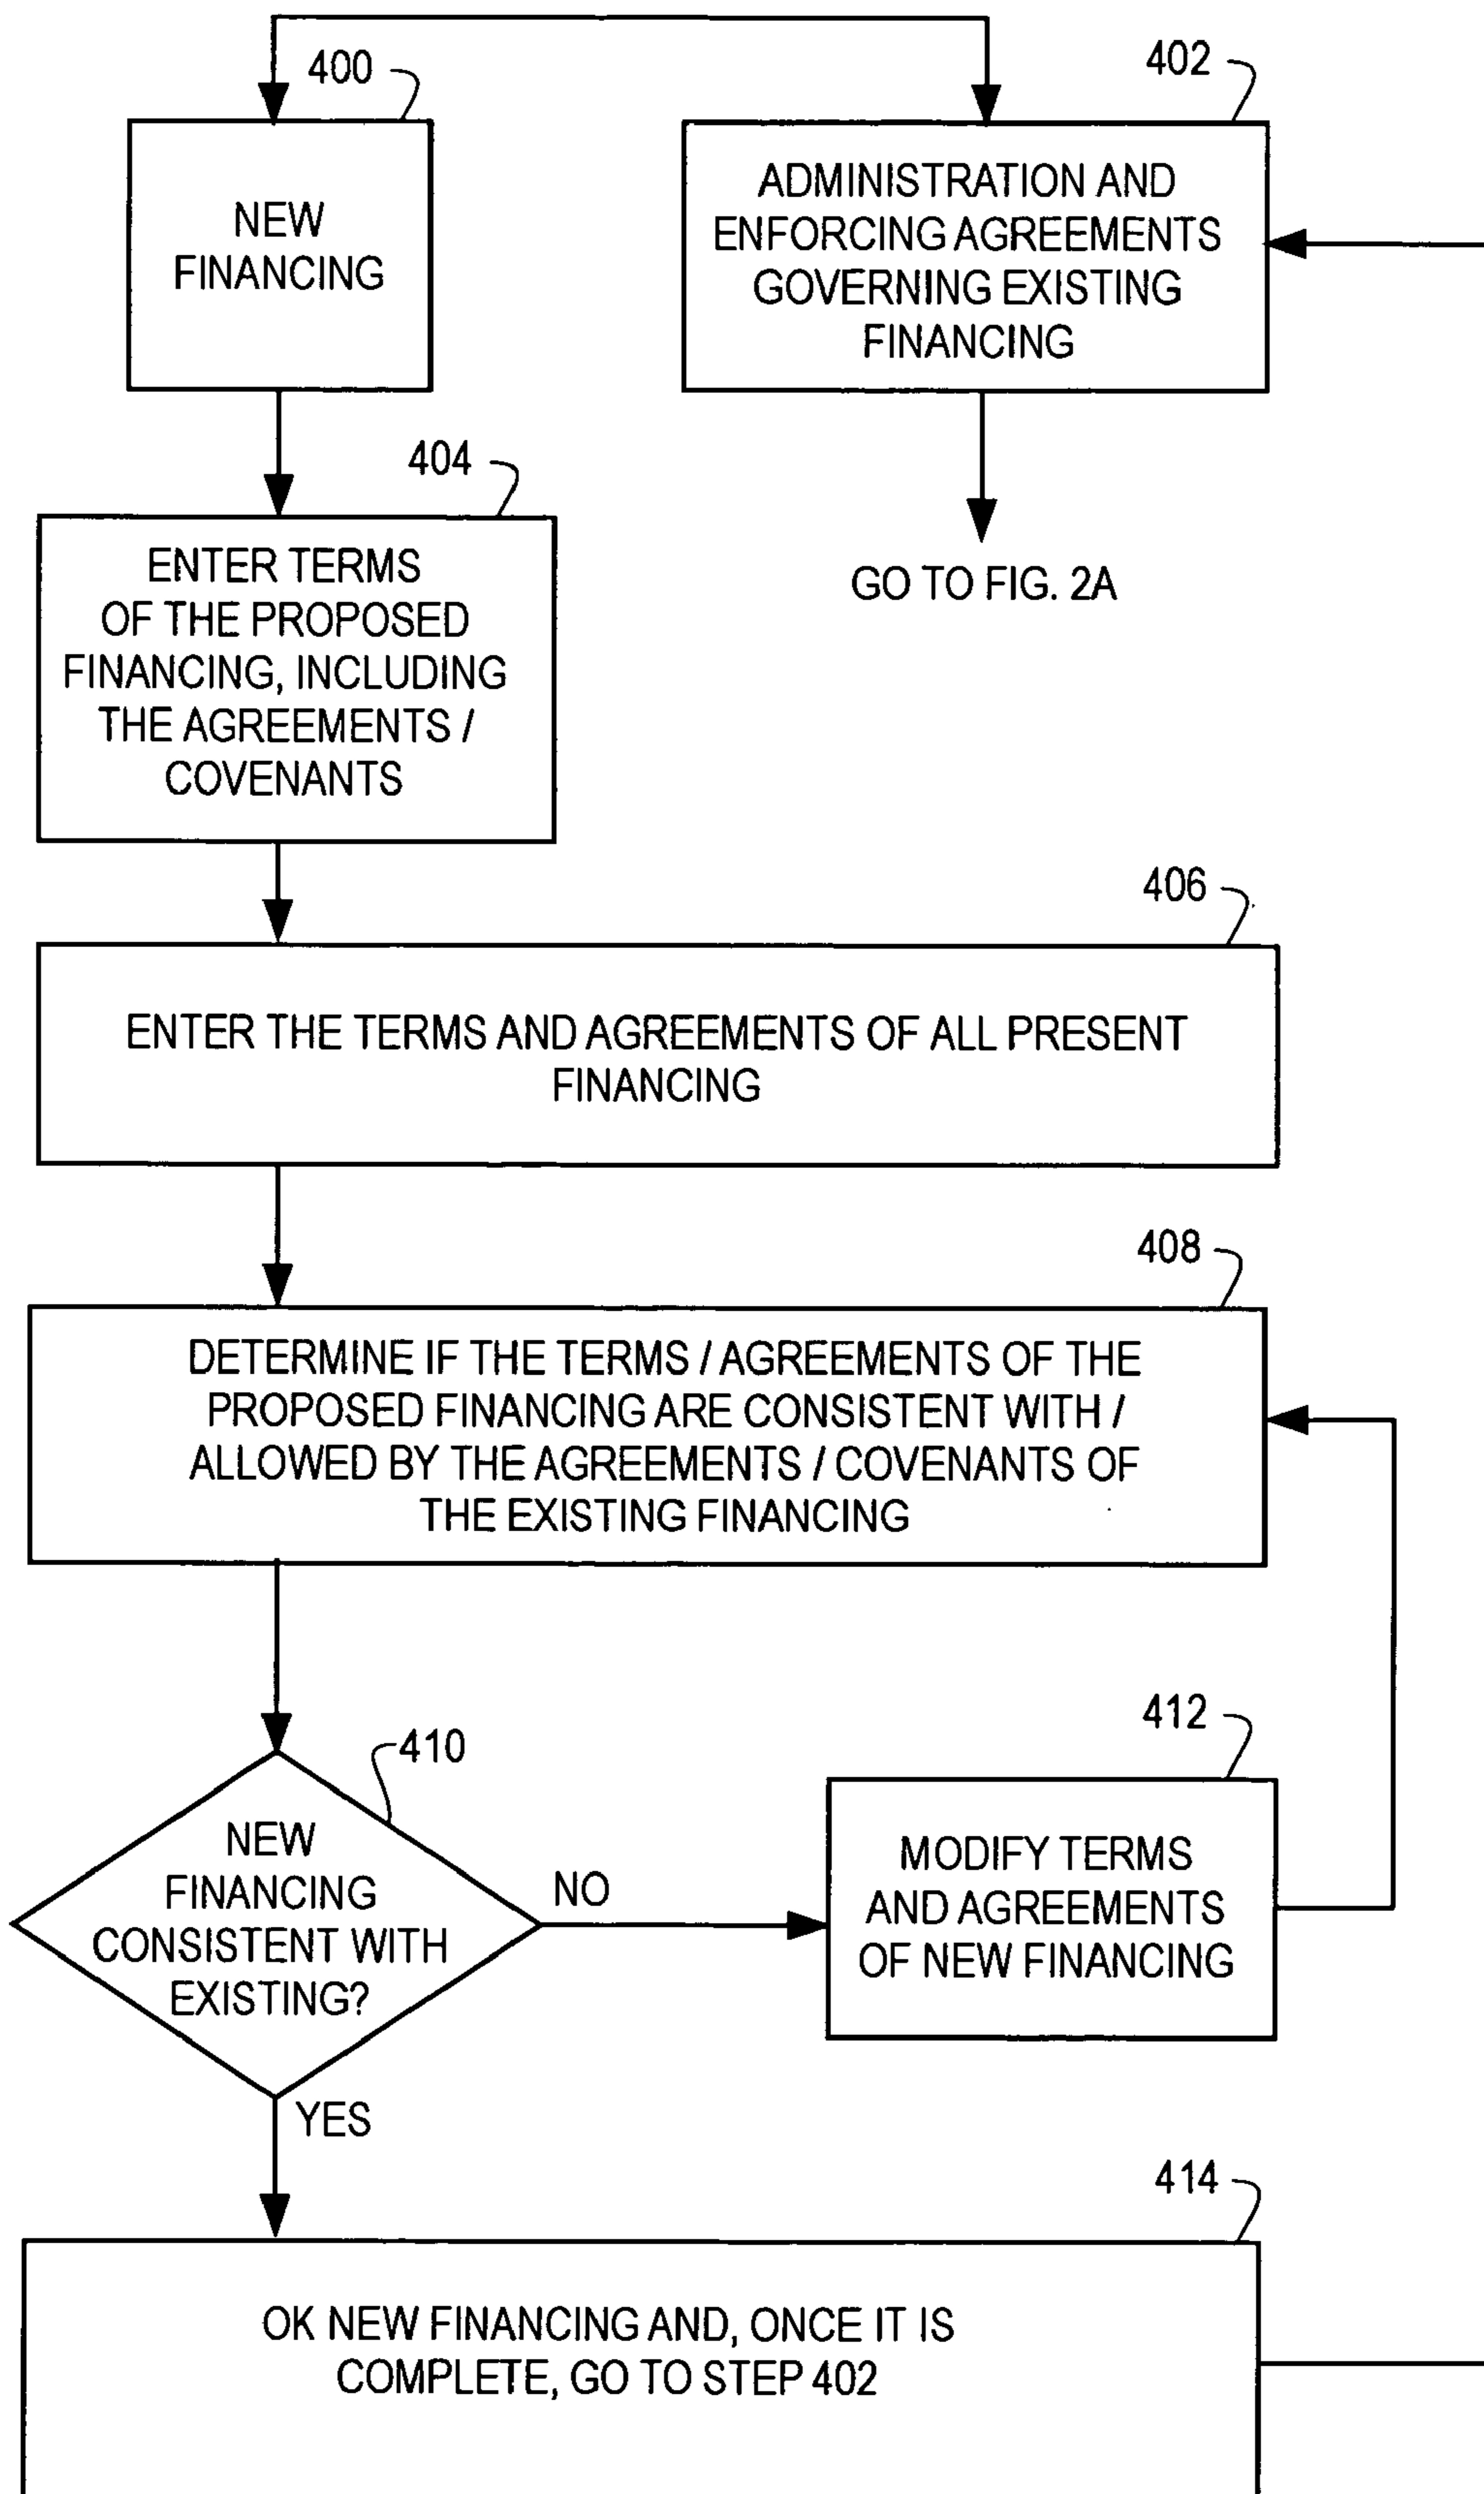 400
402
NEW
FINANCING
ADMINISTRATION AND
ENFORCING AGREEMENTS
GOVERNING EXISTING
FINANCING
404
ENTER TERMS
OF THE PROPOSED
FINANCING, INCLUDING
THE AGREEMENTS /
COVENANTS
GO TO FIG. 2A
406
ENTER THE TERMS AND AGREEMENTS OF ALL PRESENT
FINANCING
408
DETERMINE IF THE TERMS / AGREEMENTS OF THE
PROPOSED FINANCING ARE CONSISTENT WITH /
ALLOWED BY THE AGREEMENTS / COVENANTS OF
THE EXISTING FINANCING
410
NEW
FINANCING
CONSISTENT WITH
EXISTING?
NO
412
MODIFY TERMS
AND AGREEMENTS
OF NEW FINANCING
YES
414
OK NEW FINANCING AND, ONCE IT IS
COMPLETE, GO TO STEP 402